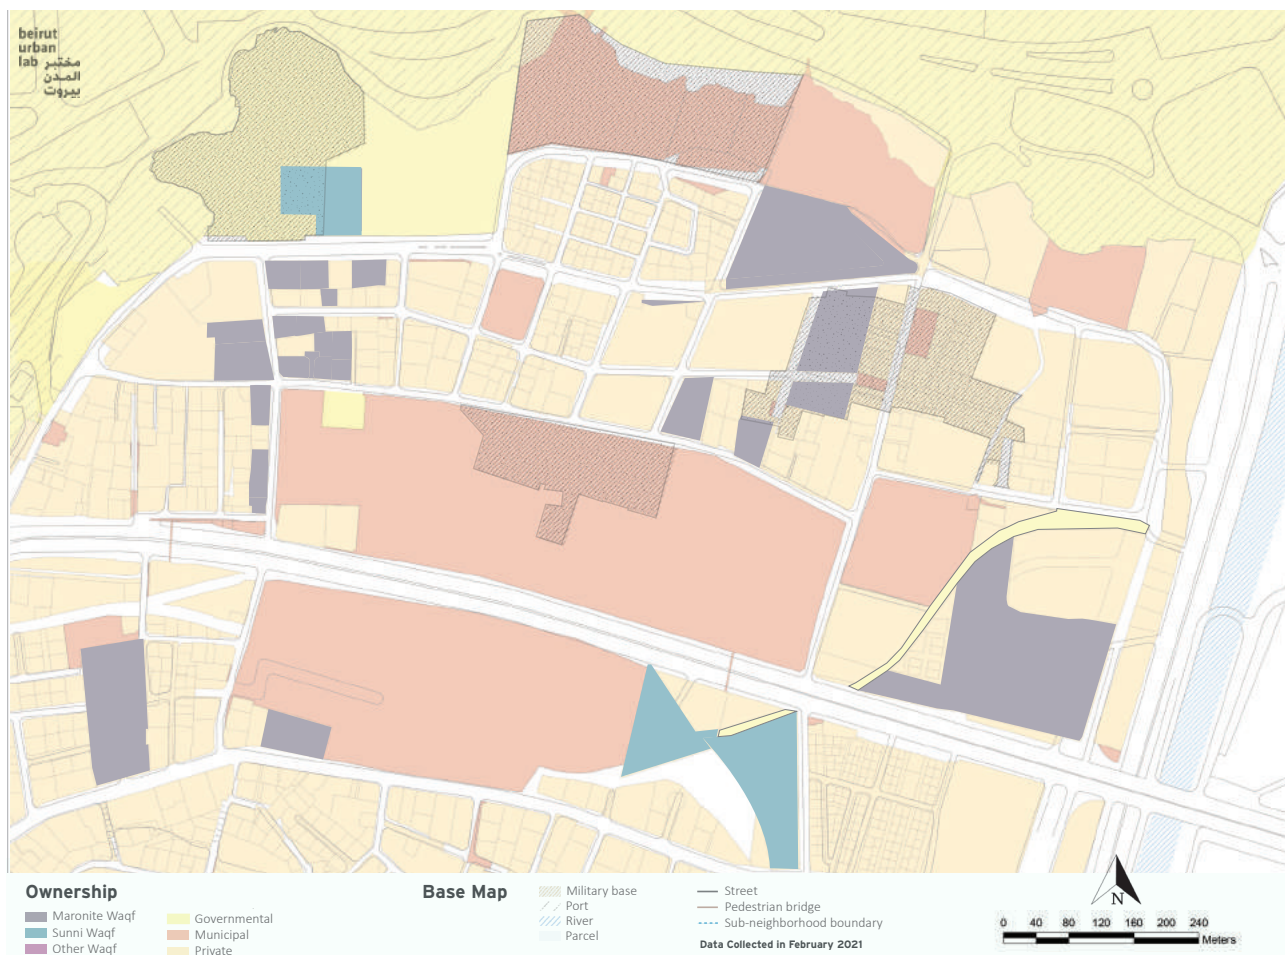 beirut
urban
lab مختبر
المدن
بيروت
Ownership
Maronite Waqf
Sunni Waqf
Other Waqf
Governmental
Municipal
Private
Base Map
Military base
Port
River
Parcel
Street
Pedestrian bridge
Sub-neighborhood boundary
Data Collected in February 2021
N
0 40 80 120 160 200 240
Meters